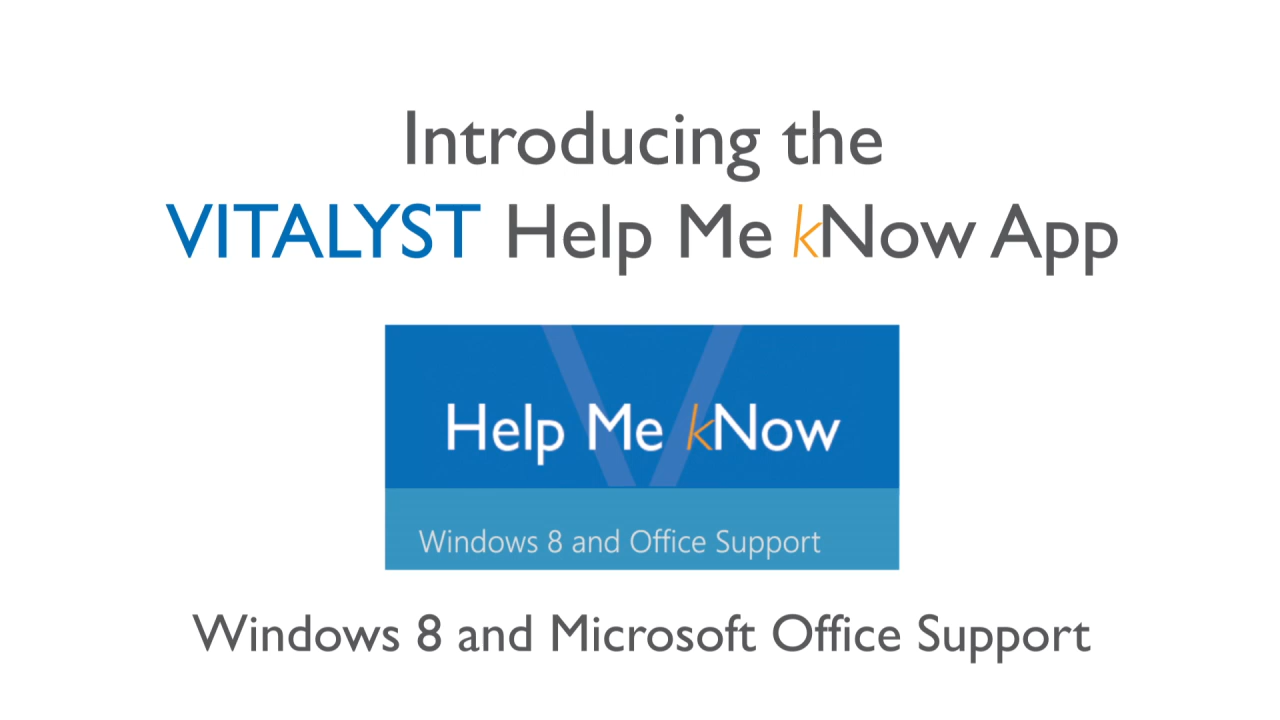 Introducing the
VITALYST Help Me kNow App
Help Me kNow
Windows 8 and Office Support
Windows 8 and Microsoft Office Support